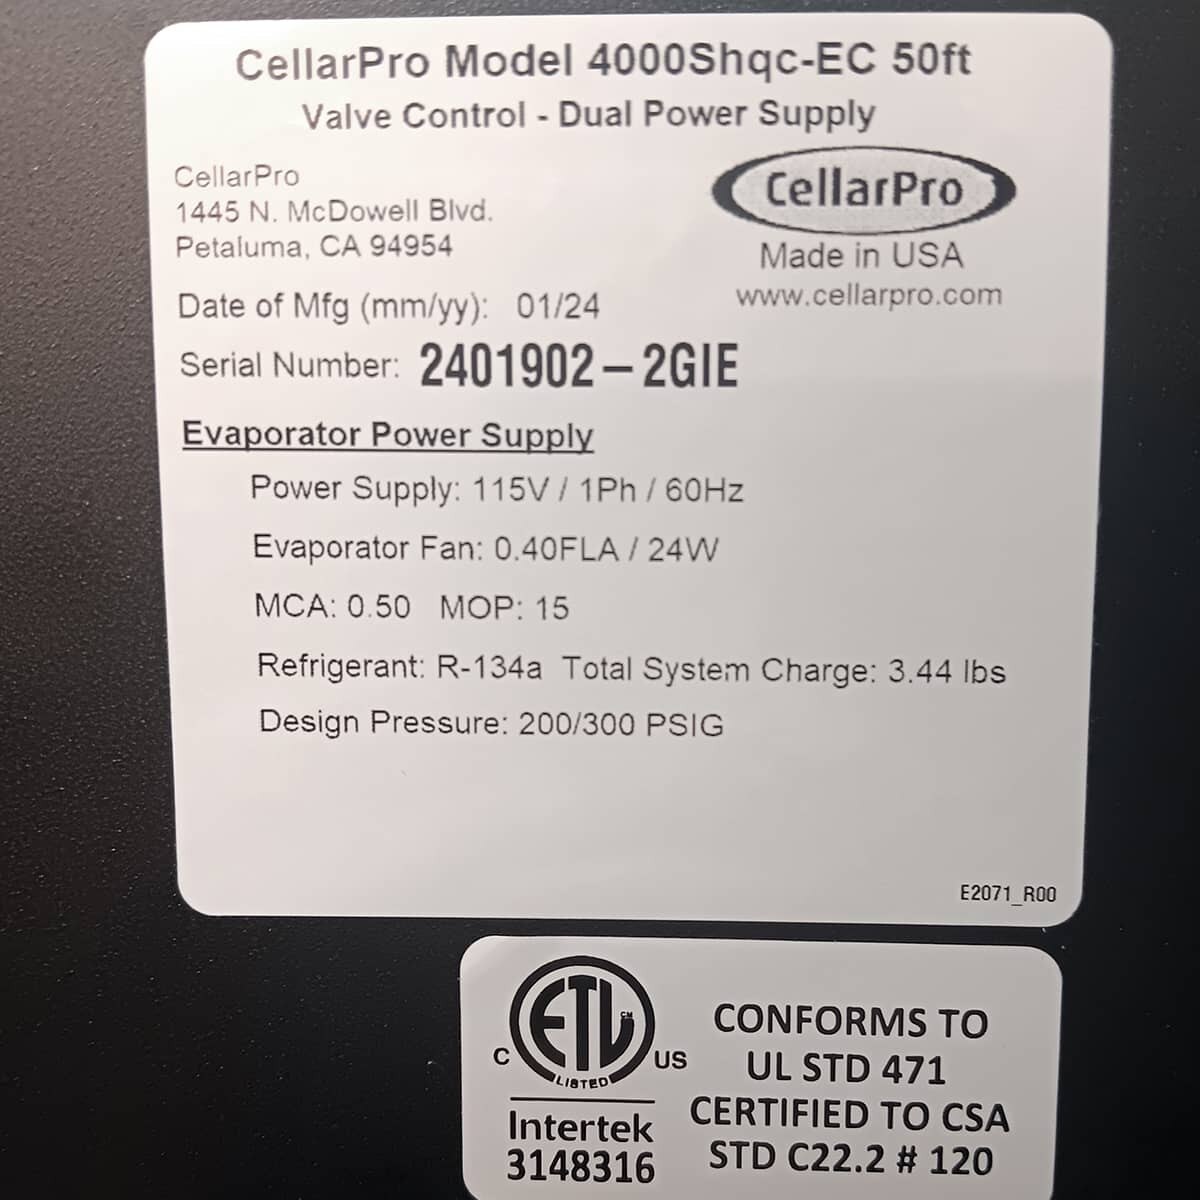 CellarPro Model 4000Shqc-EC 50ft
Valve Control - Dual Power Supply
CellarPro
1445 N. McDowell Blvd.
Petaluma, CA 94954
CellarPro
Made in USA
www.cellarpro.com
Date of Mfg (mm/yy): 01/24
Serial Number: 2401902-2GIE
Evaporator Power Supply
Power Supply: 115V / 1Ph / 60Hz
Evaporator Fan: 0.40FLA / 24W
MCA: 0.50 MOP: 15
Refrigerant: R-134a Total System Charge: 3.44 lbs
Design Pressure: 200/300 PSIG
E2071_R00
ETL CM
C US
LISTED
Intertek
3148316
CONFORMS TO
UL STD 471
CERTIFIED TO CSA
STD C22.2 # 120